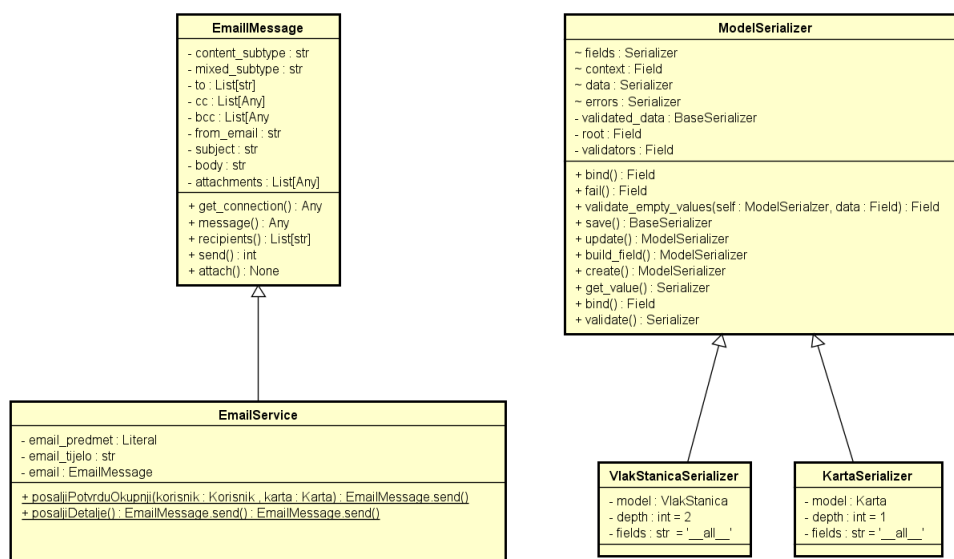 EmaillMessage
- content_subtype : str
- mixed_subtype : str
- to : List[str]
- cc : List[Any]
- bcc : List[Any
- from_email : str
- subject : str
- body : str
- attachments : List[Any]
+ get_connection() : Any
+ message() : Any
+ recipients() : List[str]
+ send() : int
+ attach() : None
ModelSerializer
~ fields : Serializer
~ context : Field
~ data : Serializer
~ errors : Serializer
- validated_data : BaseSerializer
- root : Field
- validators : Field
+ bind() : Field
+ fail() : Field
+ validate_empty_values(self : ModelSerialzer, data : Field) : Field
+ save() : BaseSerializer
+ update() : ModelSerializer
+ build_field() : ModelSerializer
+ create() : ModelSerializer
+ get_value() : Serializer
+ bind() : Field
+ validate() : Serializer
EmailService
- email_predmet : Literal
- email_tijelo : str
- email : EmailMessage
+ posaljiPotvrduOkupnji(korisnik : Korisnik , karta : Karta) : EmailMessage.send()
+ posaljiDetalje() : EmailMessage.send() : EmailMessage.send()
VlakStanicaSerializer
- model : VlakStanica
- depth : int = 2
- fields : str = '__all__'
KartaSerializer
- model : Karta
- depth : int = 1
- fields : str = '__all__'